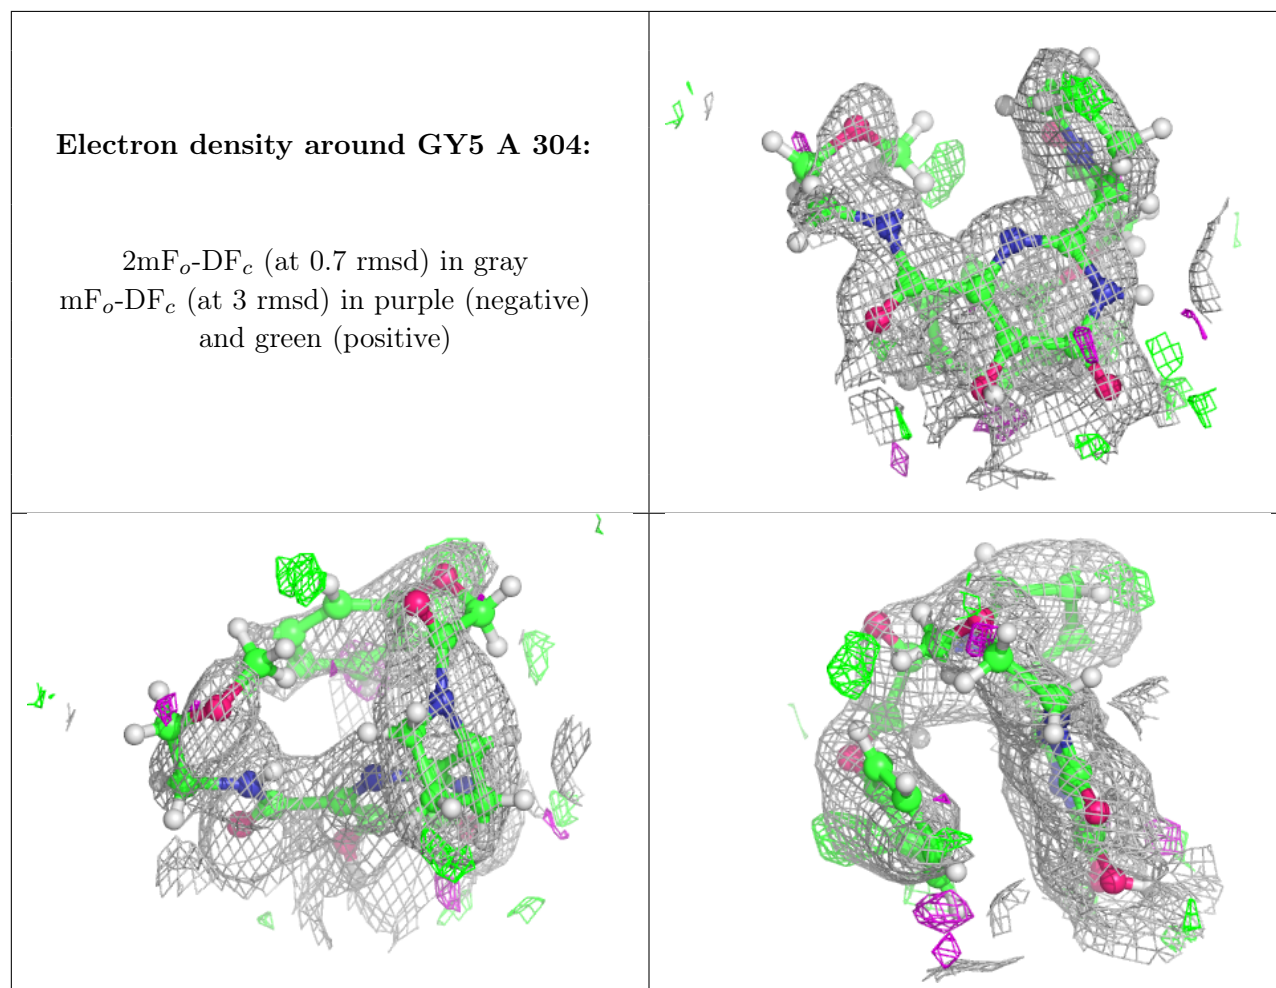 Electron density around GY5 A 304:
2mFo-DFc (at 0.7 rmsd) in gray
mFo-DFc (at 3 rmsd) in purple (negative)
and green (positive)